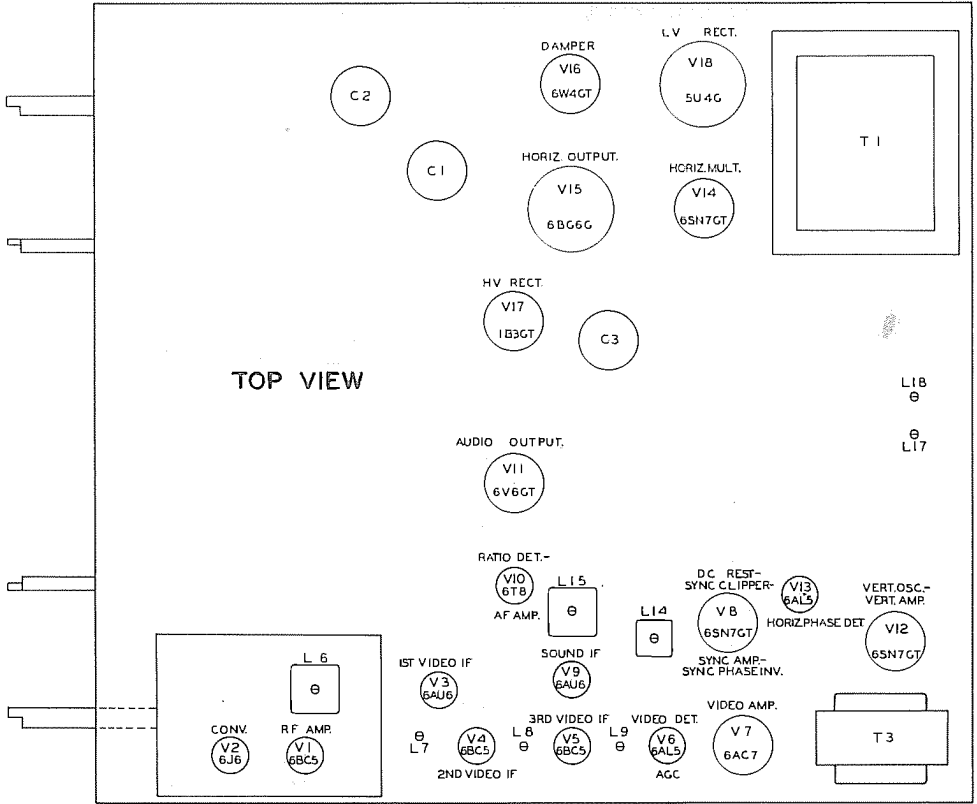 DAMPER
V16
6W4GT
LV RECT.
V18
5U4G
T1
C2
C1
HORIZ. OUTPUT.
V15
6BG6G
HORIZ. MULT.
V14
6SN7GT
HV RECT.
V17
1B3GT
C3
TOP VIEW
L18
L17
AUDIO OUTPUT.
V11
6V6GT
RATIO DET.-
V10
6T8
AF AMP.
L15
L14
DC REST-
SYNC CLIPPER-
V8
6SN7GT
SYNC AMP.-
SYNC PHASE INV.
V13
6AL5
HORIZ. PHASE DET.
VERT. OSC.-
VERT. AMP.
V12
6SN7GT
L6
1ST VIDEO IF
V3
6AU6
SOUND IF
V9
6AU6
CONV.
V2
6J6
RF AMP.
V1
6BC5
L7
V4
6BC5
2ND VIDEO IF
L8
3RD VIDEO IF
V5
6BC5
L9
VIDEO DET.
V6
6AL5
AGC
VIDEO AMP.
V7
6AC7
T3